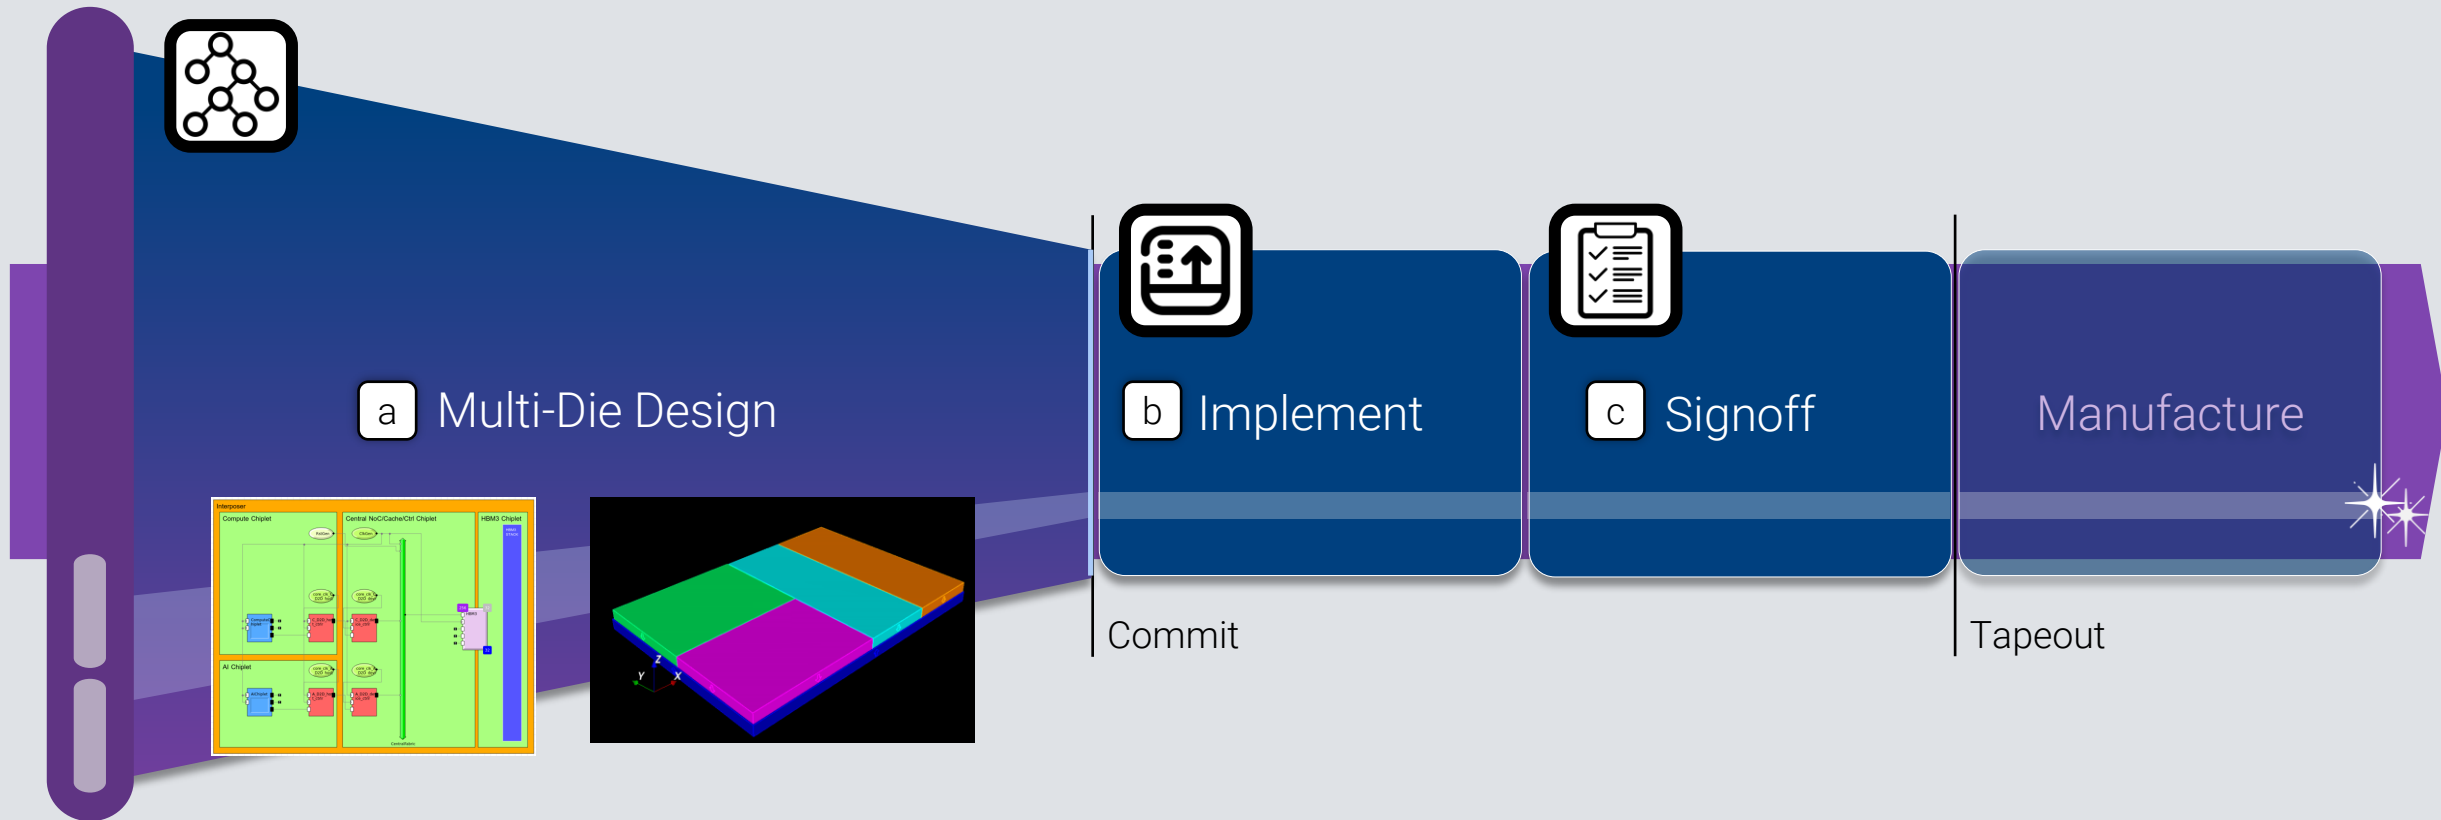 a Multi-Die Design
b Implement
c Signoff
Manufacture
Commit
Tapeout
Interposer
Compute Chiplet
Central NoC/Cache/Ctrl Chiplet
HBM3 Chiplet
AI Chiplet
Z
Y
X